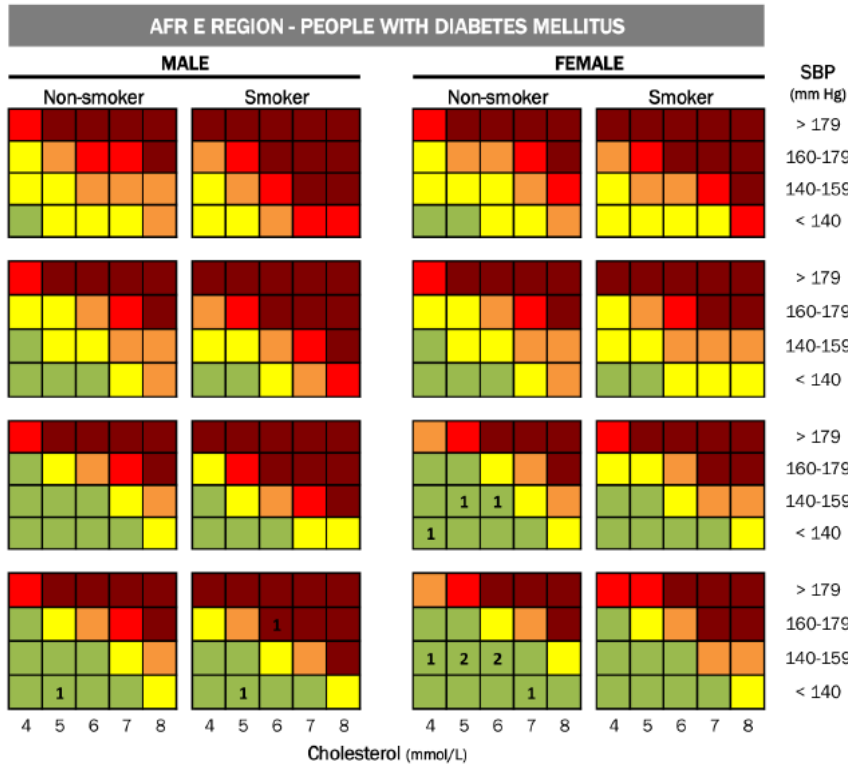 AFR E REGION - PEOPLE WITH DIABETES MELLITUS
MALE FEMALE SBP
(mm Hg)
Non-smoker Smoker Non-smoker Smoker
> 179
160-179
140-159
< 140
> 179
160-179
140-159
< 140
> 179
160-179
1 1 140-159
1 < 140
> 179
1 160-179
1 2 2 140-159
1 1 1 < 140
4 5 6 7 8 4 5 6 7 8 4 5 6 7 8 4 5 6 7 8
Cholesterol (mmol/L)